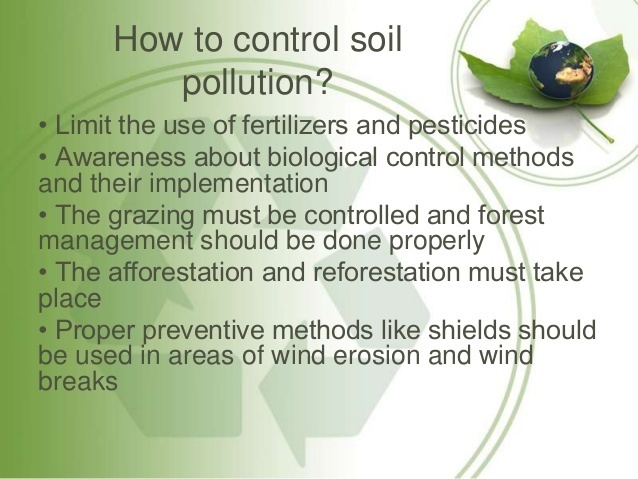 How to control soil
pollution?
• Limit the use of fertilizers and pesticides
• Awareness about biological control methods
and their implementation
• The grazing must be controlled and forest
management should be done properly
• The afforestation and reforestation must take
place
• Proper preventive methods like shields should
be used in areas of wind erosion and wind
breaks